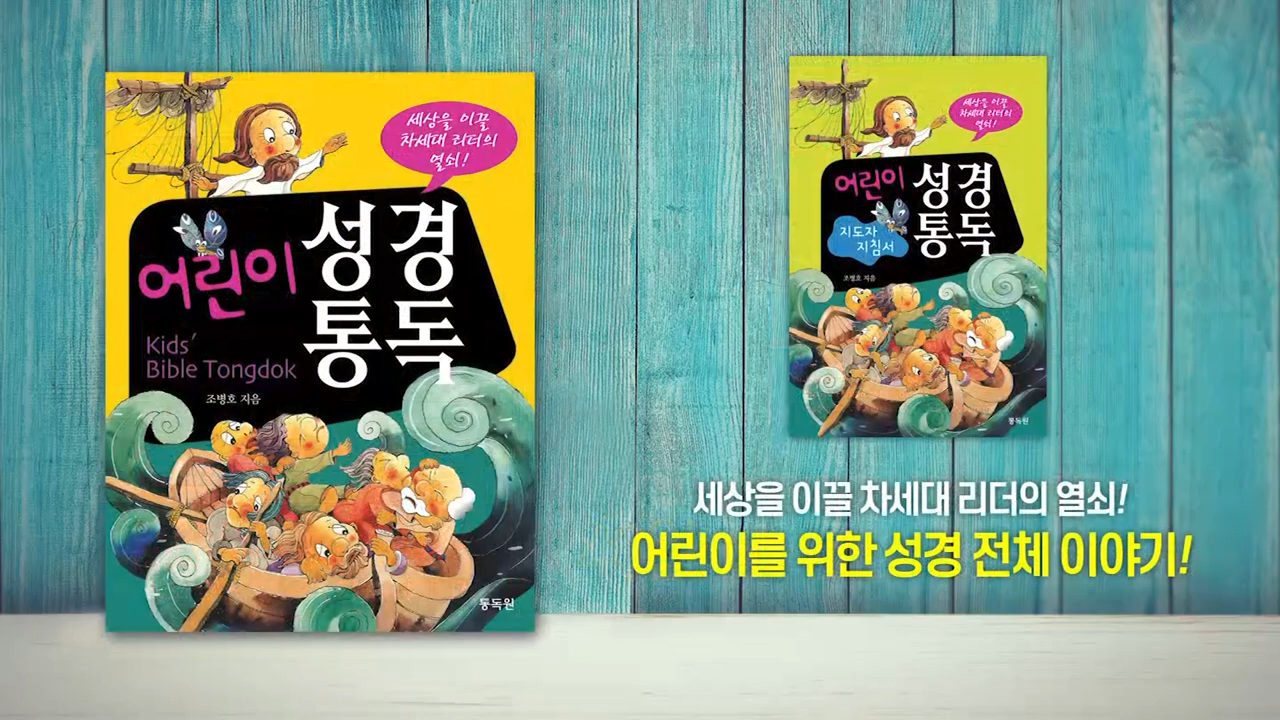 세상을 이끌
차세대 리더의
열쇠!
어린이
성경
통독
Kids'
Bible Tongdok
조병호 지음
통독원
세상을 이끌
차세대 리더의
열쇠!
어린이
성경
통독
지도자
지침서
조병호 지음
통독원
세상을 이끌 차세대 리더의 열쇠!
어린이를 위한 성경 전체 이야기!